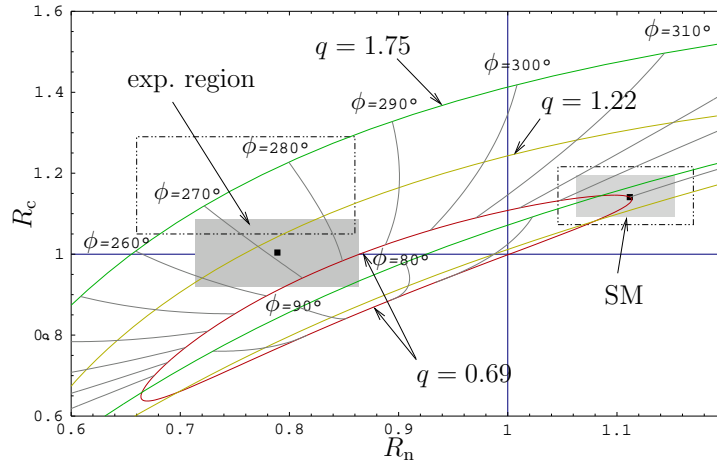 1.6
1.4
1.2
1
0.8
0.6
R_c
0.6
0.7
0.8
0.9
1
1.1
R_n
exp. region
q = 1.75
q = 1.22
q = 0.69
SM
ϕ=310°
ϕ=300°
ϕ=290°
ϕ=280°
ϕ=270°
ϕ=260°
ϕ=80°
ϕ=90°